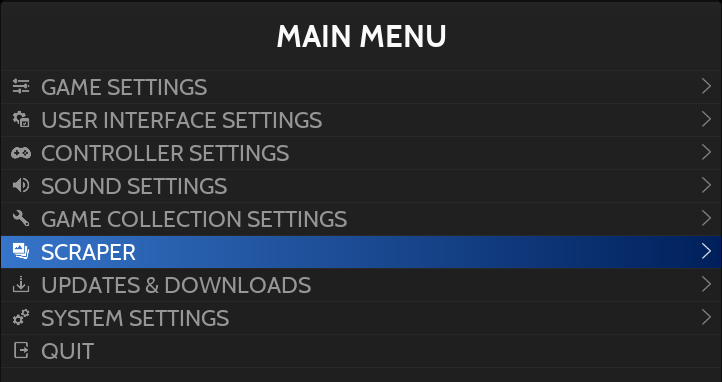 MAIN MENU
GAME SETTINGS
USER INTERFACE SETTINGS
CONTROLLER SETTINGS
SOUND SETTINGS
GAME COLLECTION SETTINGS
SCRAPER
UPDATES & DOWNLOADS
SYSTEM SETTINGS
QUIT